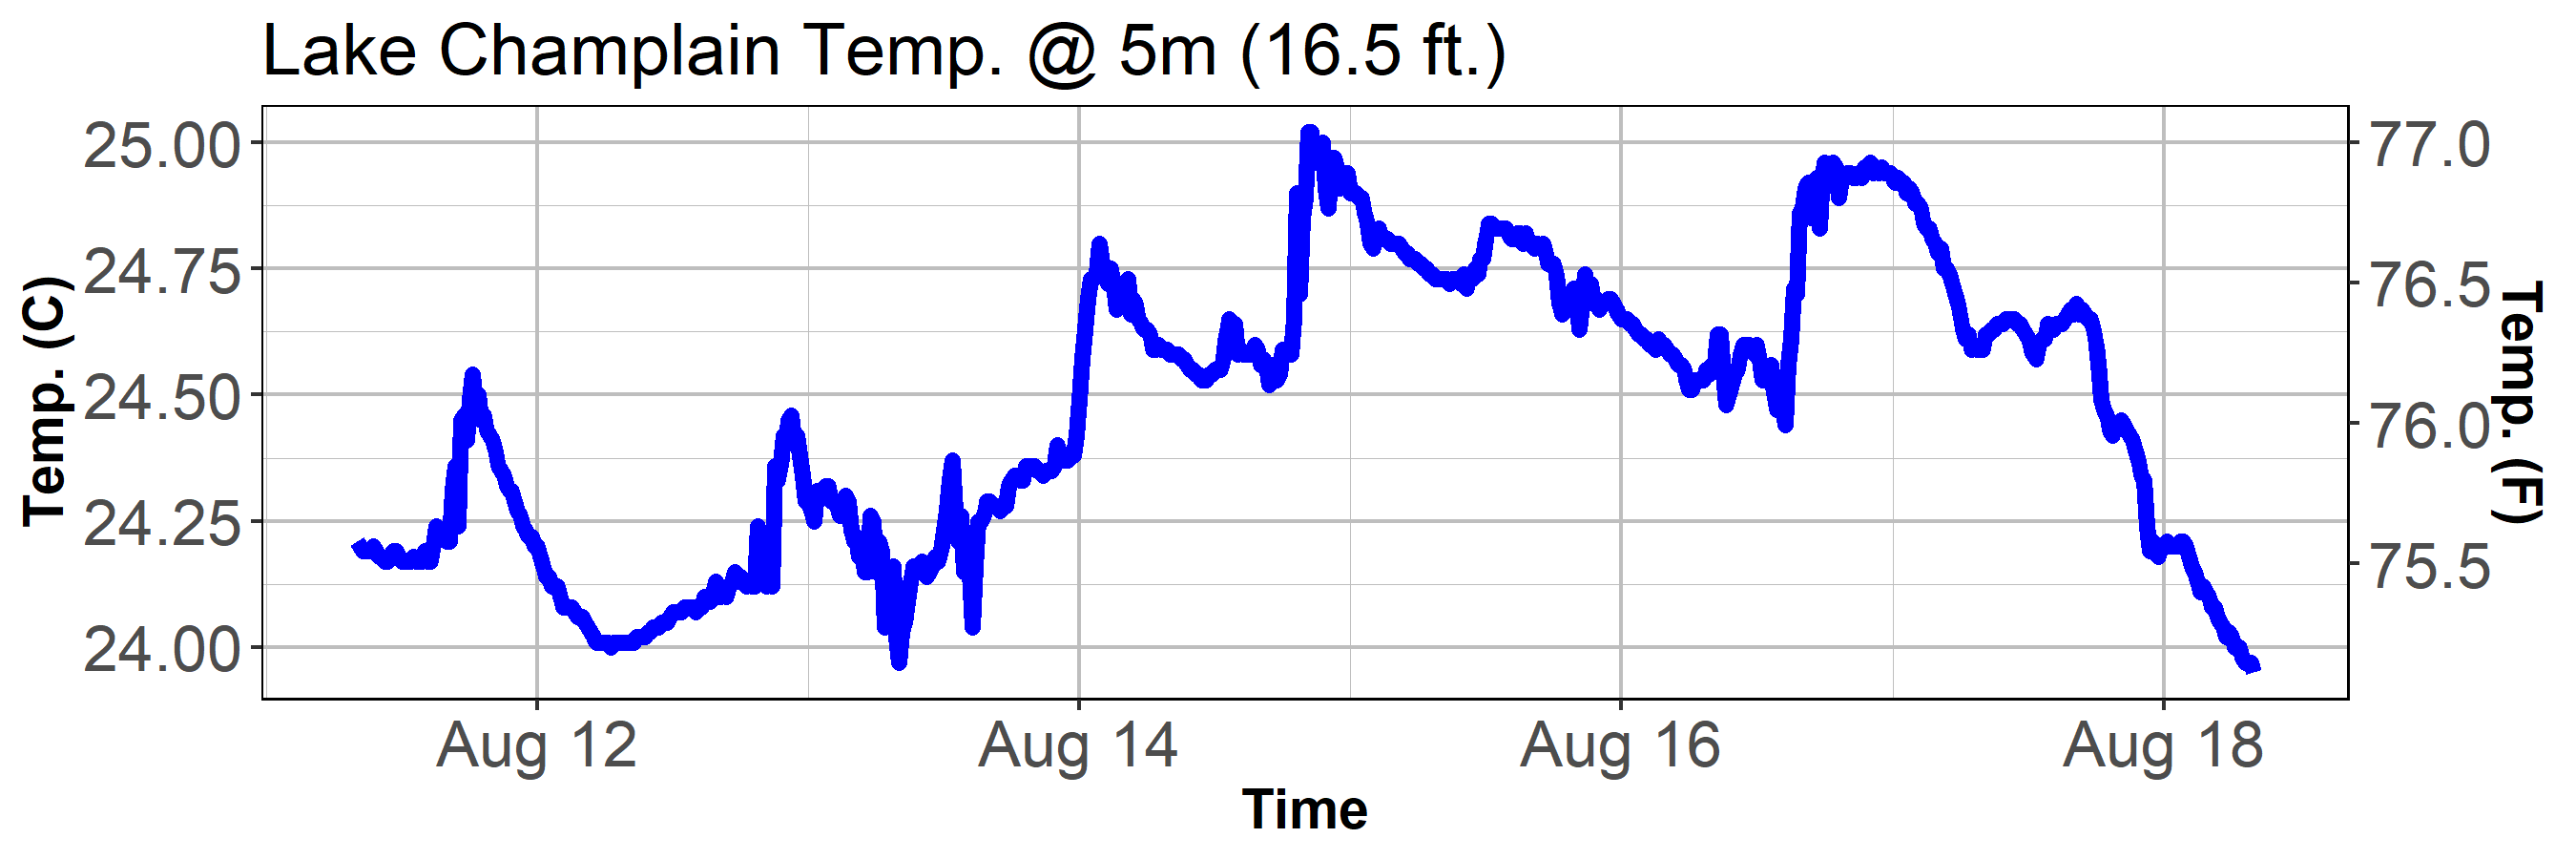 Lake Champlain Temp. @ 5m (16.5 ft.)
Temp. (C)
25.00
24.75
24.50
24.25
24.00
77.0
76.5
76.0
75.5
Temp. (F)
Aug 12
Aug 14
Aug 16
Aug 18
Time